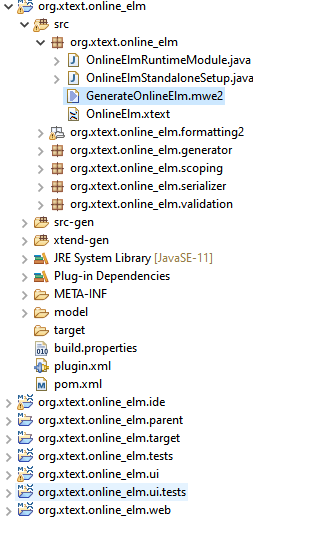 org.xtext.online_elm
src
org.xtext.online_elm
OnlineElmRuntimeModule.java
OnlineElmStandaloneSetup.java
GenerateOnlineElm.mwe2
OnlineElm.xtext
org.xtext.online_elm.formatting2
org.xtext.online_elm.generator
org.xtext.online_elm.scoping
org.xtext.online_elm.serializer
org.xtext.online_elm.validation
src-gen
xtend-gen
JRE System Library [JavaSE-11]
Plug-in Dependencies
META-INF
model
target
build.properties
plugin.xml
pom.xml
org.xtext.online_elm.ide
org.xtext.online_elm.parent
org.xtext.online_elm.target
org.xtext.online_elm.tests
org.xtext.online_elm.ui
org.xtext.online_elm.ui.tests
org.xtext.online_elm.web